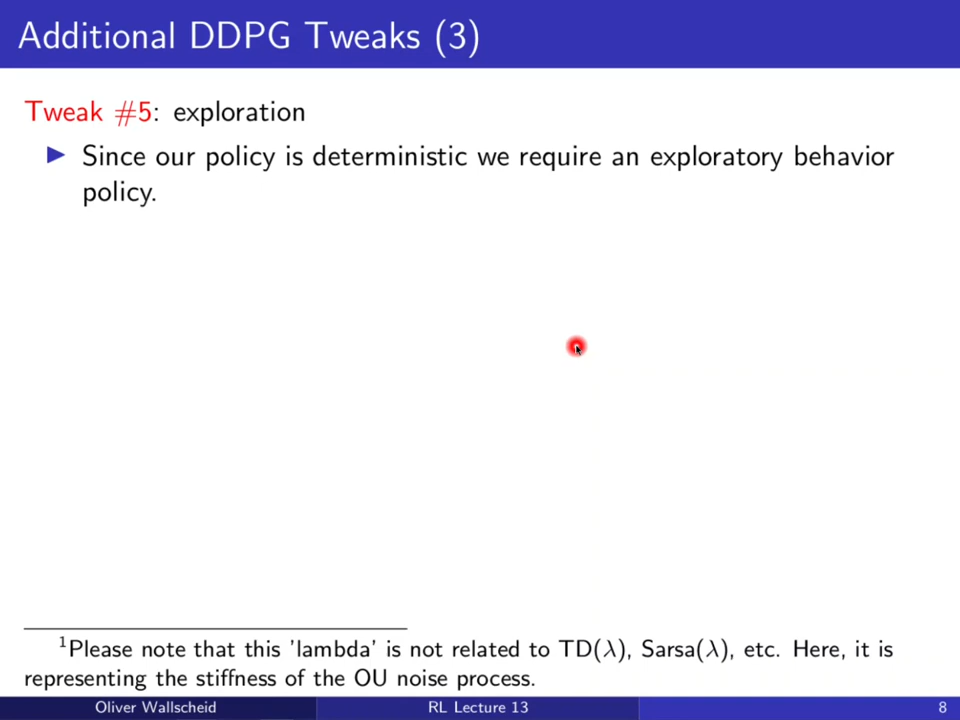 Additional DDPG Tweaks (3)
Tweak #5: exploration
Since our policy is deterministic we require an exploratory behavior
policy.
1Please note that this 'lambda' is not related to TD(λ), Sarsa(λ), etc. Here, it is
representing the stiffness of the OU noise process.
Oliver Wallscheid RL Lecture 13 8